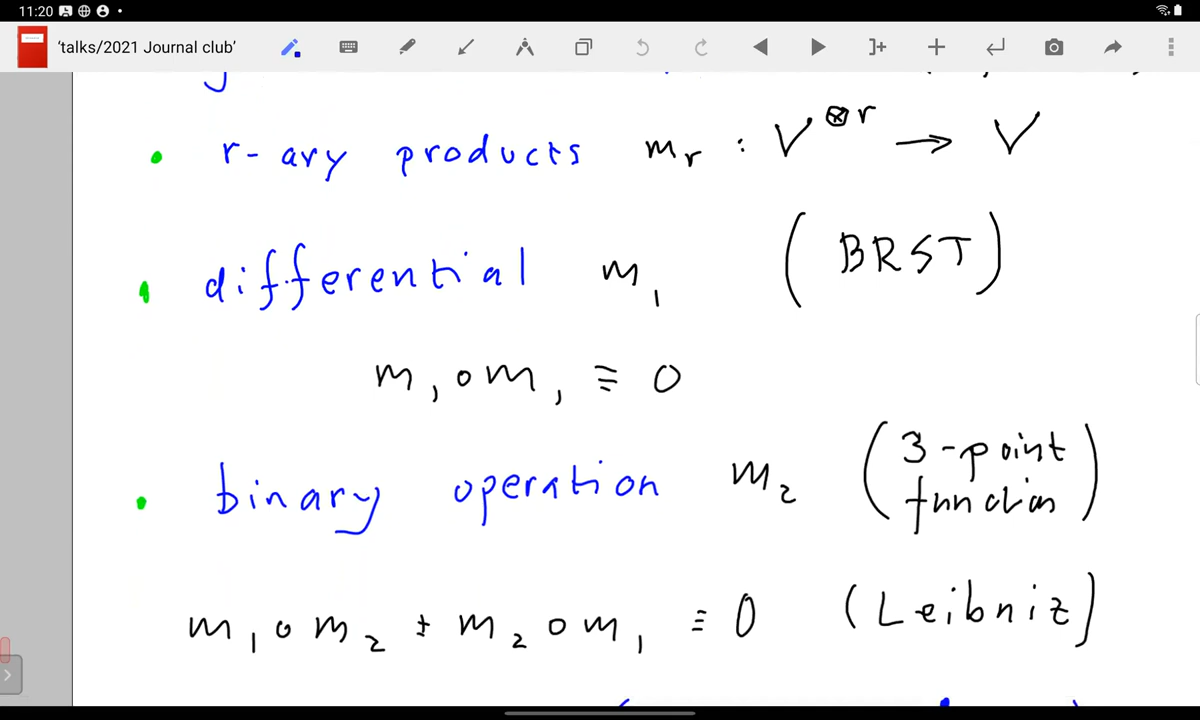 11:20
'talks/2021 Journal club'
• r-ary products m_r : V^{⊗r} → V
• differential m_1 (BRST)
m_1 ∘ m_1 ≡ 0
• binary operation m_2 (3-point function)
m_1 ∘ m_2 ± m_2 ∘ m_1 = 0 (Leibniz)